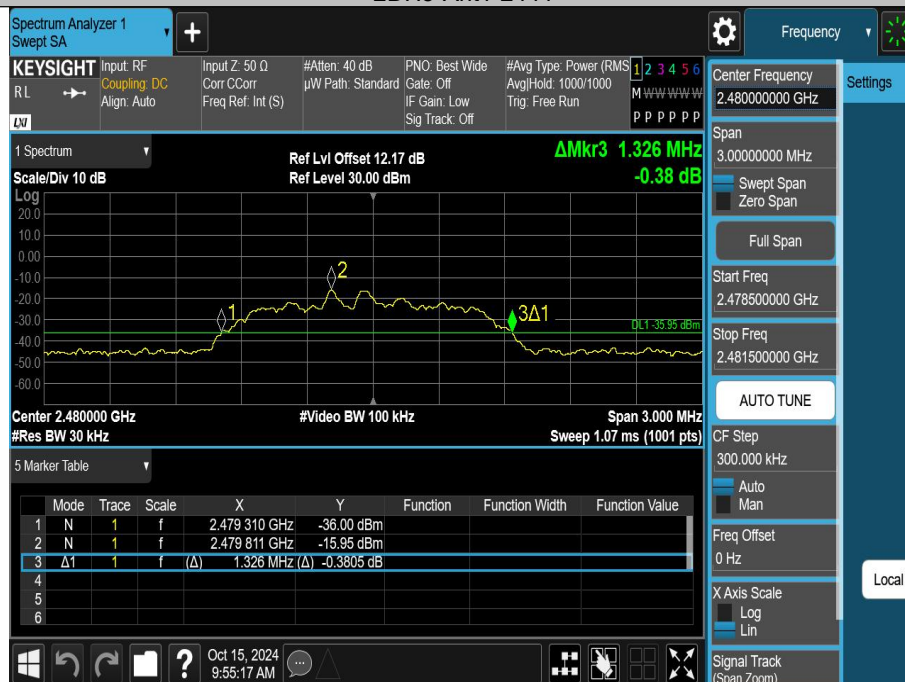 Spectrum Analyzer 1
Swept SA
+
Frequency
KEYSIGHT
RL
LXI
Input: RF
Coupling: DC
Align: Auto
Input Z: 50 Ω
Corr CCorr
Freq Ref: Int (S)
#Atten: 40 dB
µW Path: Standard
PNO: Best Wide
Gate: Off
IF Gain: Low
Sig Track: Off
#Avg Type: Power (RMS
Avg|Hold: 1000/1000
Trig: Free Run
1 2 3 4 5 6
M W W W W W
P P P P P P
Center Frequency
2.480000000 GHz
Settings
1 Spectrum
Scale/Div 10 dB
Ref Lvl Offset 12.17 dB
Ref Level 30.00 dBm
ΔMkr3 1.326 MHz
-0.38 dB
Span
3.00000000 MHz
Swept Span
Zero Span
Full Span
Log
20.0
10.0
0.00
-10.0
-20.0
-30.0
-40.0
-50.0
-60.0
1
2
3Δ1
DL1 -35.95 dBm
Start Freq
2.478500000 GHz
Stop Freq
2.481500000 GHz
AUTO TUNE
Center 2.480000 GHz
#Video BW 100 kHz
Span 3.000 MHz
#Res BW 30 kHz
Sweep 1.07 ms (1001 pts)
CF Step
300.000 kHz
Auto
Man
5 Marker Table
Mode Trace Scale X Y Function Function Width Function Value
1 N 1 f 2.479 310 GHz -36.00 dBm
2 N 1 f 2.479 811 GHz -15.95 dBm
3 Δ1 1 f (Δ) 1.326 MHz (Δ) -0.3805 dB
4
5
6
Freq Offset
0 Hz
Local
X Axis Scale
Log
Lin
?
Oct 15, 2024
9:55:17 AM
Signal Track
(Span Zoom)